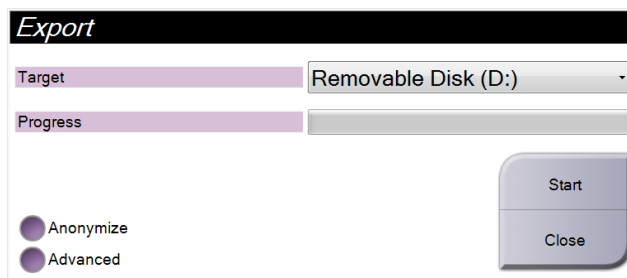 Export
Target
Removable Disk (D:)
Progress
Start
Close
Anonymize
Advanced